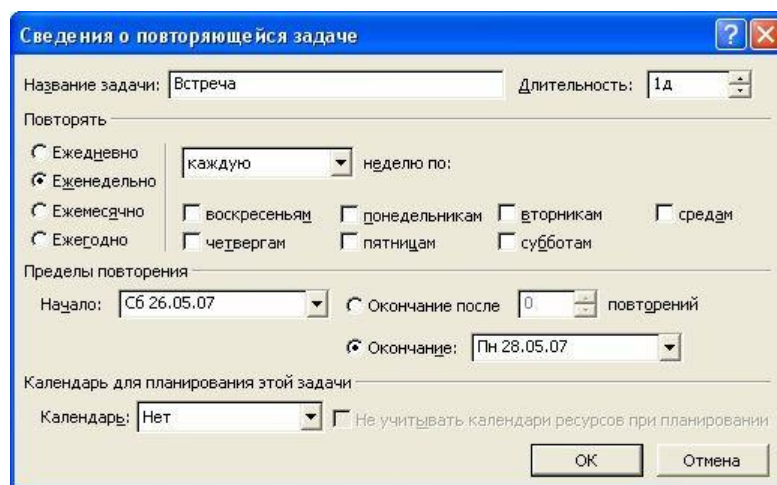 Сведения о повторяющейся задаче
Название задачи: Встреча Длительность: 1д
Повторять
Ежедневно каждую неделю по:
Еженедельно
Ежемесячно воскресеньям понедельникам вторникам средам
Ежегодно четвергам пятницам субботам
Пределы повторения
Начало: Сб 26.05.07 Окончание после 0 повторений
Окончание: Пн 28.05.07
Календарь для планирования этой задачи
Календарь: Нет Не учитывать календари ресурсов при планировании
ОК Отмена